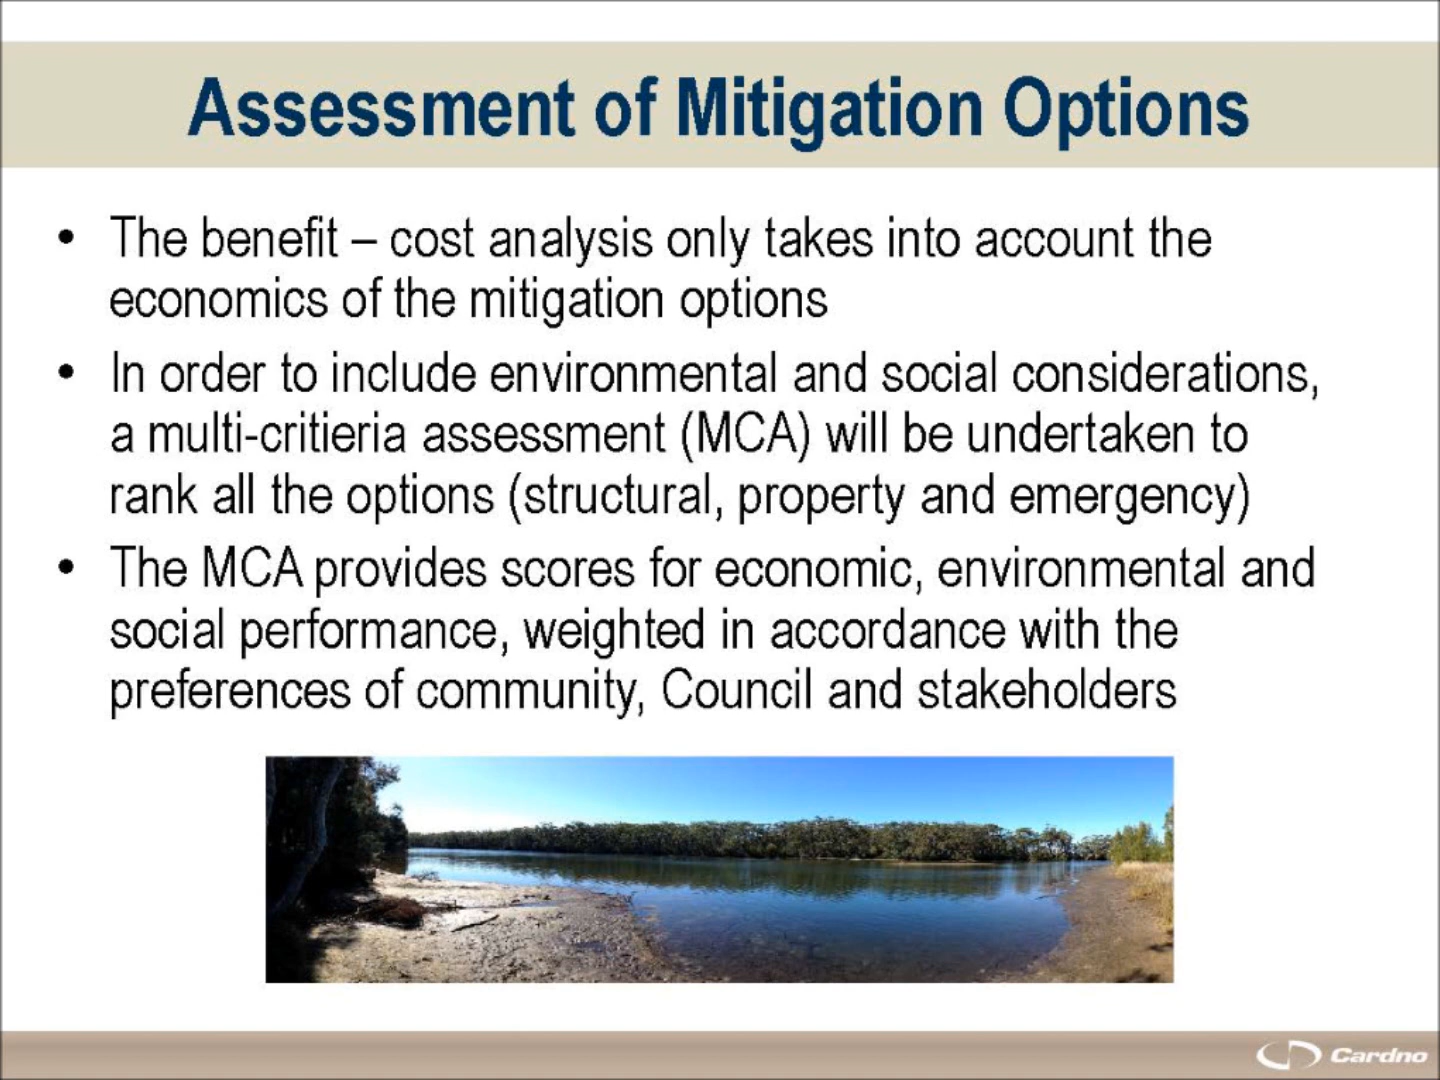 Assessment of Mitigation Options
• The benefit – cost analysis only takes into account the
economics of the mitigation options
• In order to include environmental and social considerations,
a multi-critieria assessment (MCA) will be undertaken to
rank all the options (structural, property and emergency)
• The MCA provides scores for economic, environmental and
social performance, weighted in accordance with the
preferences of community, Council and stakeholders
Cardno